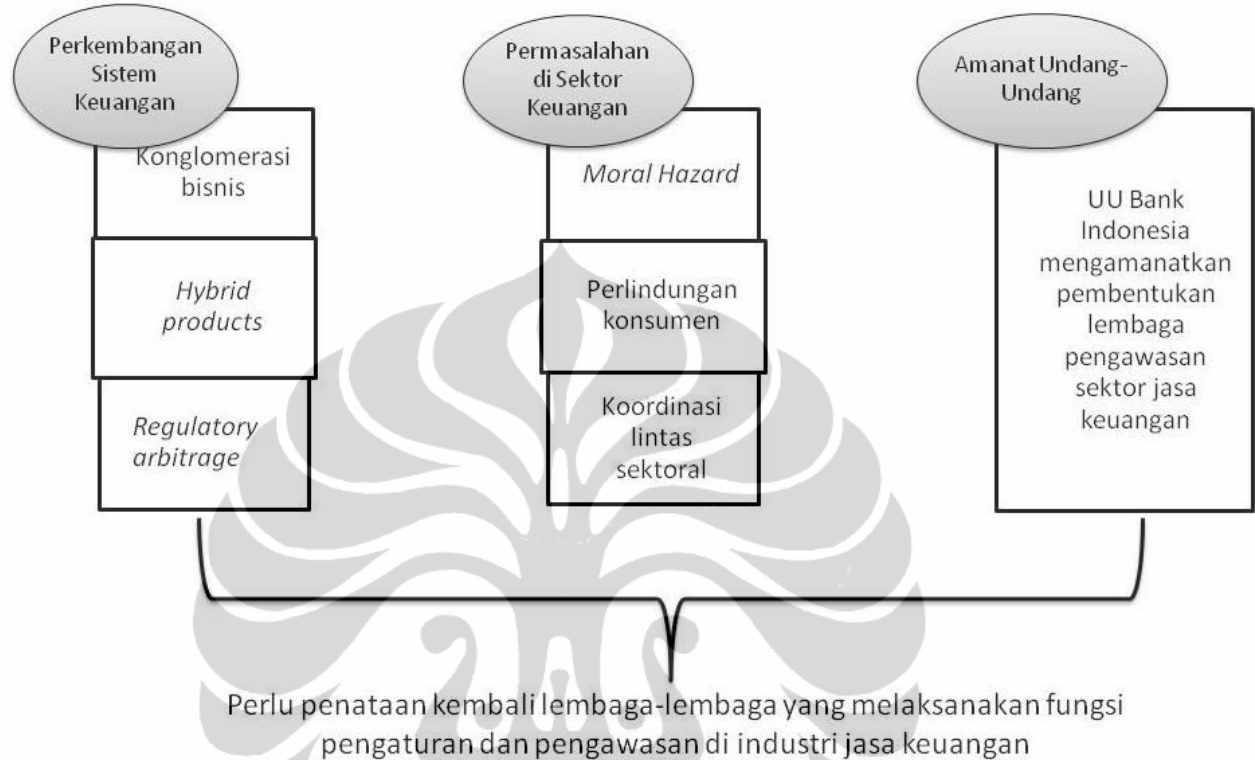 Perkembangan
Sistem
Keuangan
Konglomerasi
bisnis
Hybrid
products
Regulatory
arbitrage
Permasalahan
di Sektor
Keuangan
Moral Hazard
Perlindungan
konsumen
Koordinasi
lintas
sektoral
Amanat Undang-
Undang
UU Bank
Indonesia
mengamanatkan
pembentukan
lembaga
pengawasan
sektor jasa
keuangan
Perlu penataan kembali lembaga-lembaga yang melaksanakan fungsi
pengaturan dan pengawasan di industri jasa keuangan